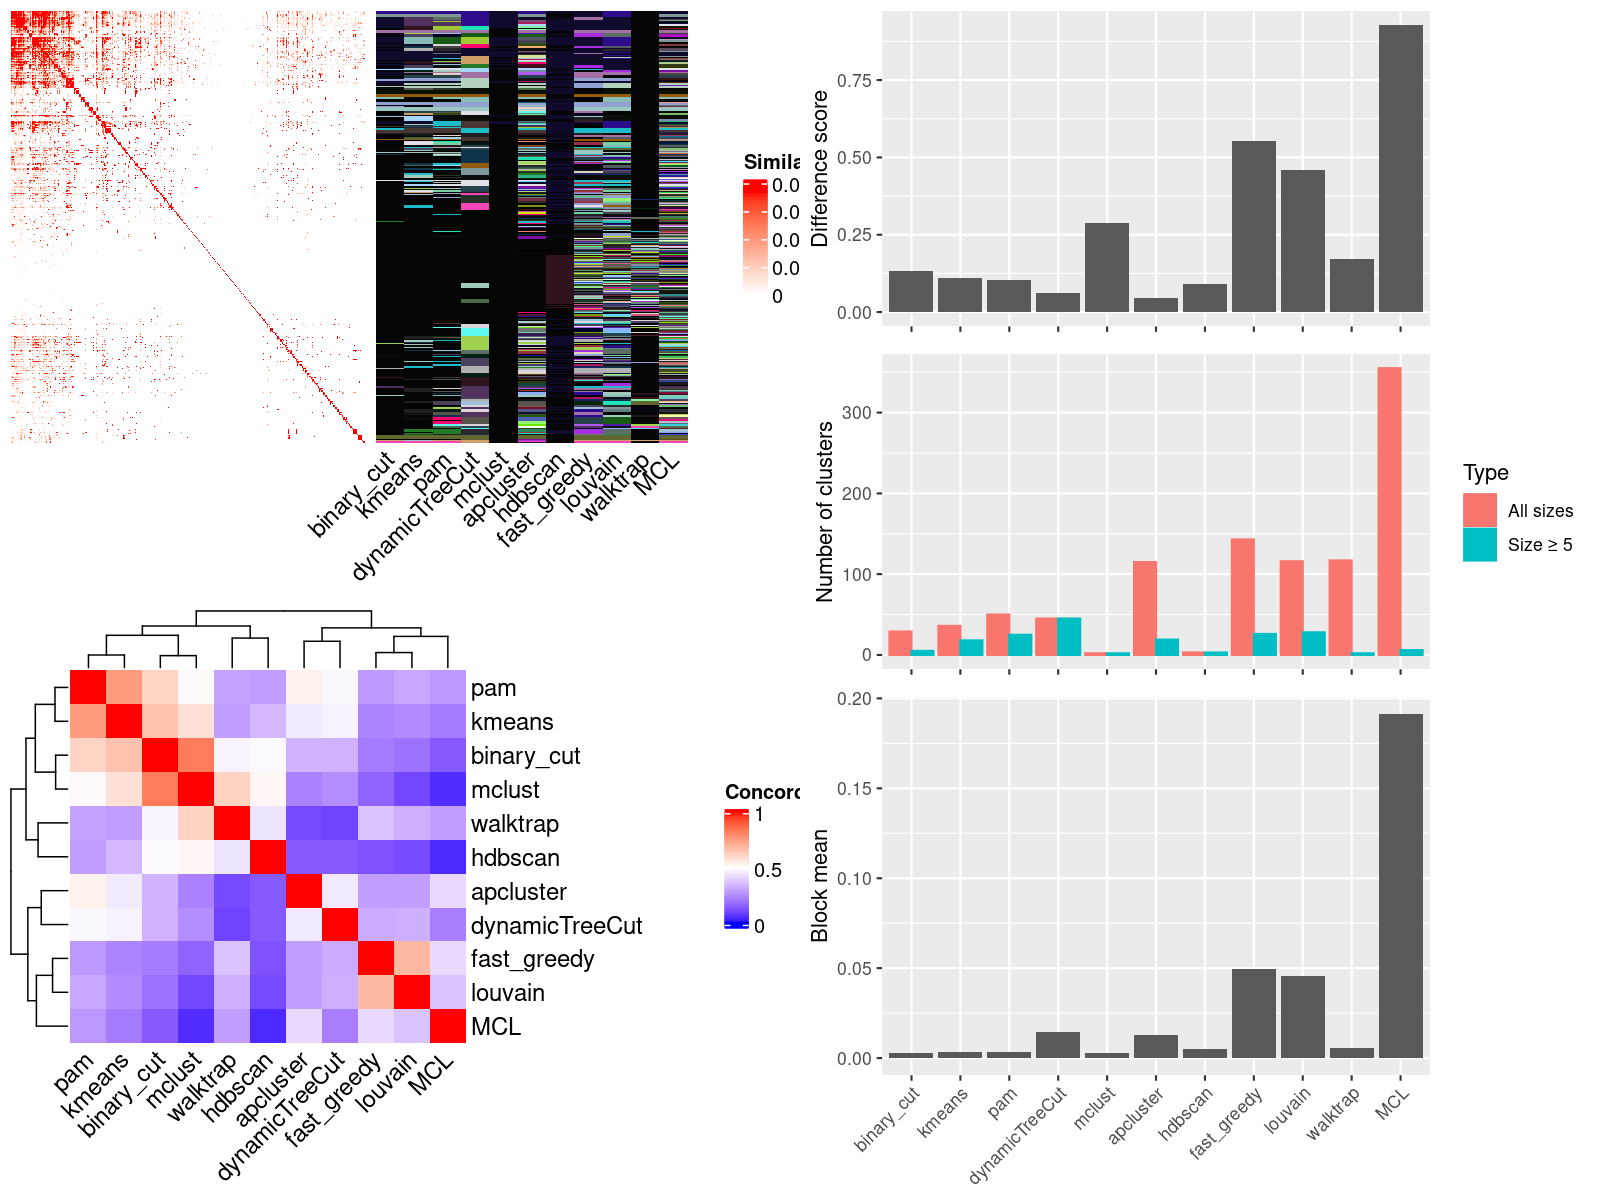 Simila
0.0
0.0
0.0
0.0
0
binary_cut
kmeans
pam
dynamicTreeCut
mclust
apcluster
hdbscan
fast_greedy
louvain
walktrap
MCL
pam
kmeans
binary_cut
mclust
walktrap
hdbscan
apcluster
dynamicTreeCut
fast_greedy
louvain
MCL
pam
kmeans
binary_cut
mclust
walktrap
hdbscan
apcluster
dynamicTreeCut
fast_greedy
louvain
MCL
Concord
1
0.5
0
Difference score
0.75
0.50
0.25
0.00
Number of clusters
300
200
100
0
Type
All sizes
Size ≥ 5
Block mean
0.20
0.15
0.10
0.05
0.00
binary_cut
kmeans
pam
dynamicTreeCut
mclust
apcluster
hdbscan
fast_greedy
louvain
walktrap
MCL